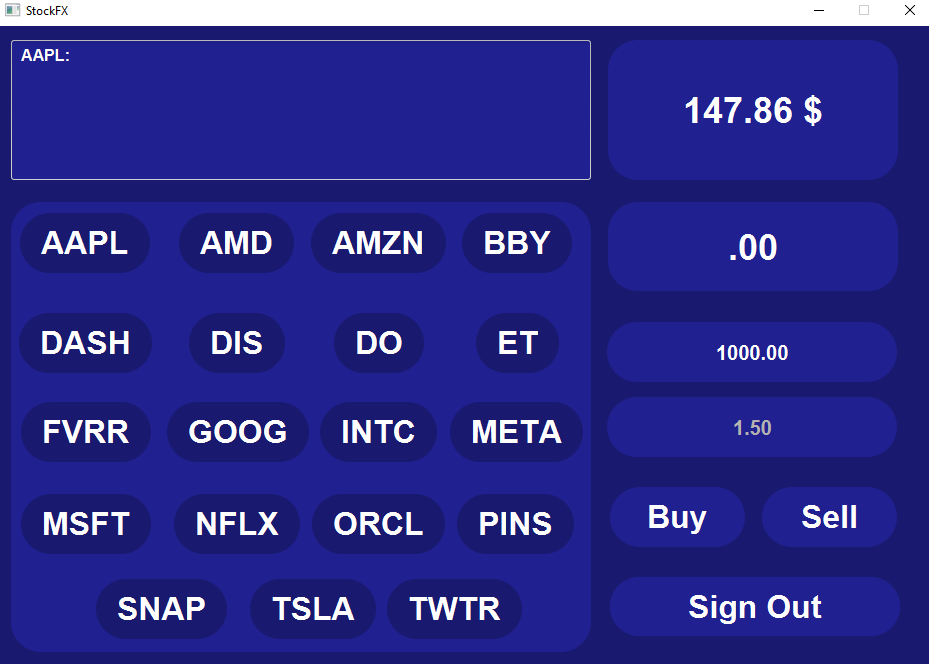 StockFX
AAPL:
147.86 $
.00
1000.00
1.50
AAPL AMD AMZN BBY
DASH DIS DO ET
FVRR GOOG INTC META
MSFT NFLX ORCL PINS
SNAP TSLA TWTR
Buy Sell
Sign Out